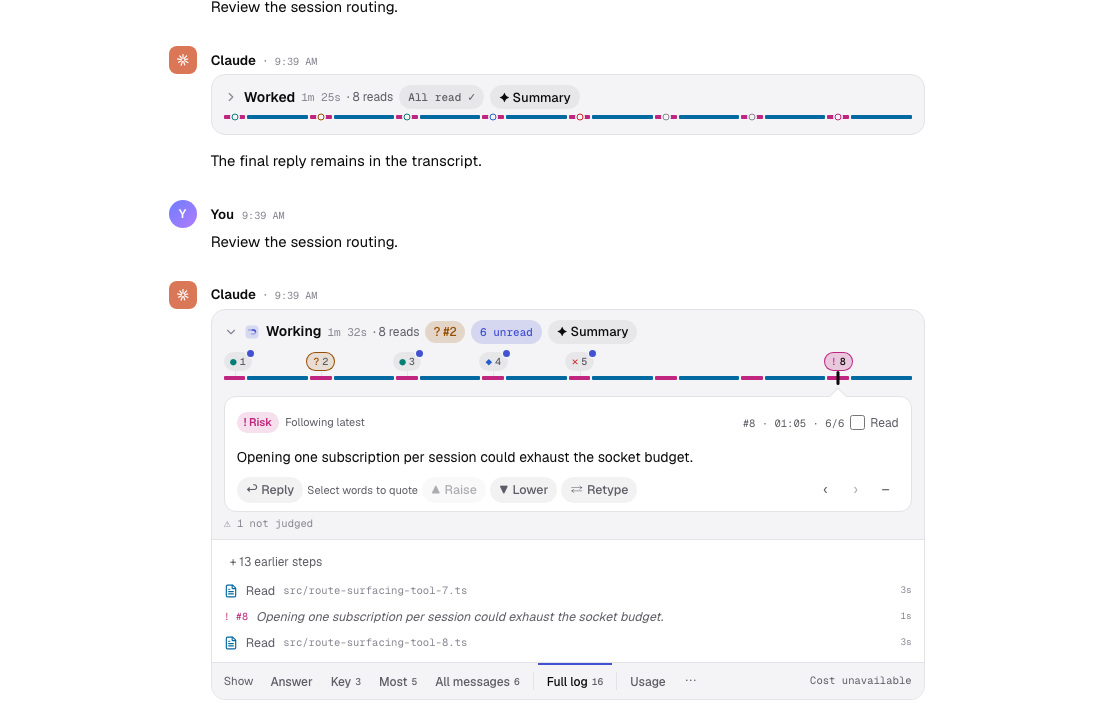 Review the session routing.
Claude · 9:39 AM
Worked 1m 25s · 8 reads All read ✓ ✦ Summary
The final reply remains in the transcript.
Y You 9:39 AM
Review the session routing.
Claude · 9:39 AM
Working 1m 32s · 8 reads ? #2 6 unread ✦ Summary
● 1 ? 2 ● 3 ◆ 4 ✕ 5 ! 8
! Risk Following latest #8 · 01:05 · 6/6 Read
Opening one subscription per session could exhaust the socket budget.
↩ Reply Select words to quote ▲ Raise ▼ Lower ⇄ Retype ‹ › −
⚠ 1 not judged
+ 13 earlier steps
Read src/route-surfacing-tool-7.ts 3s
! #8 Opening one subscription per session could exhaust the socket budget. 1s
Read src/route-surfacing-tool-8.ts 3s
Show Answer Key 3 Most 5 All messages 6 Full log 16 Usage ··· Cost unavailable